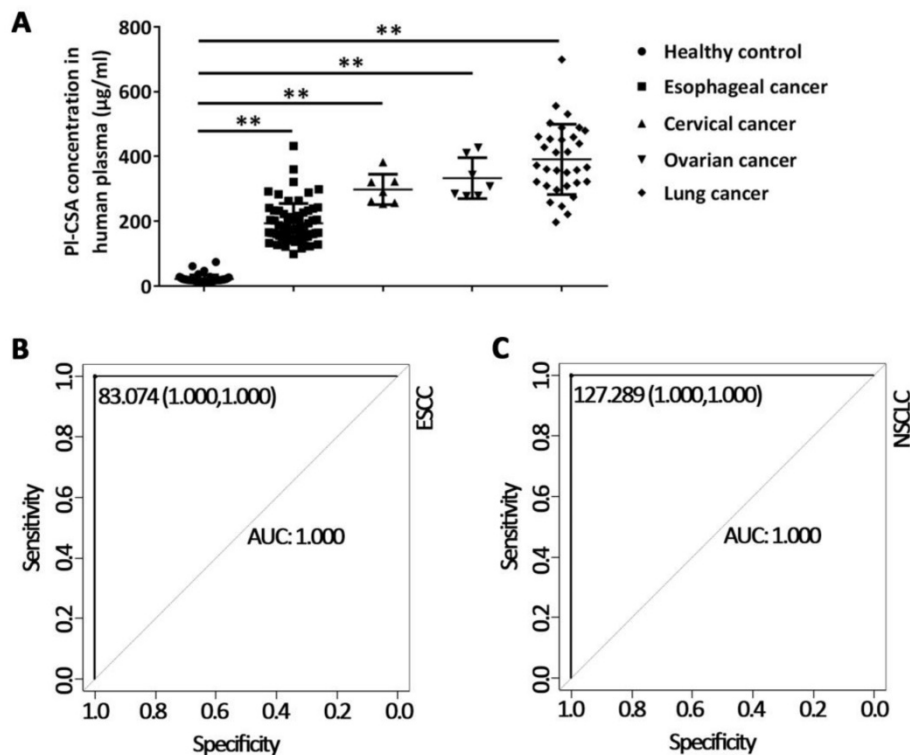 A
PI-CSA concentration in
human plasma (µg/ml)
800
600
400
200
0
**
**
**
**
Healthy control
Esophageal cancer
Cervical cancer
Ovarian cancer
Lung cancer
B
Sensitivity
1.0
0.8
0.6
0.4
0.2
0.0
83.074 (1.000,1.000)
AUC: 1.000
ESCC
1.0 0.8 0.6 0.4 0.2 0.0
Specificity
C
Sensitivity
1.0
0.8
0.6
0.4
0.2
0.0
127.289 (1.000,1.000)
AUC: 1.000
NSCLC
1.0 0.8 0.6 0.4 0.2 0.0
Specificity